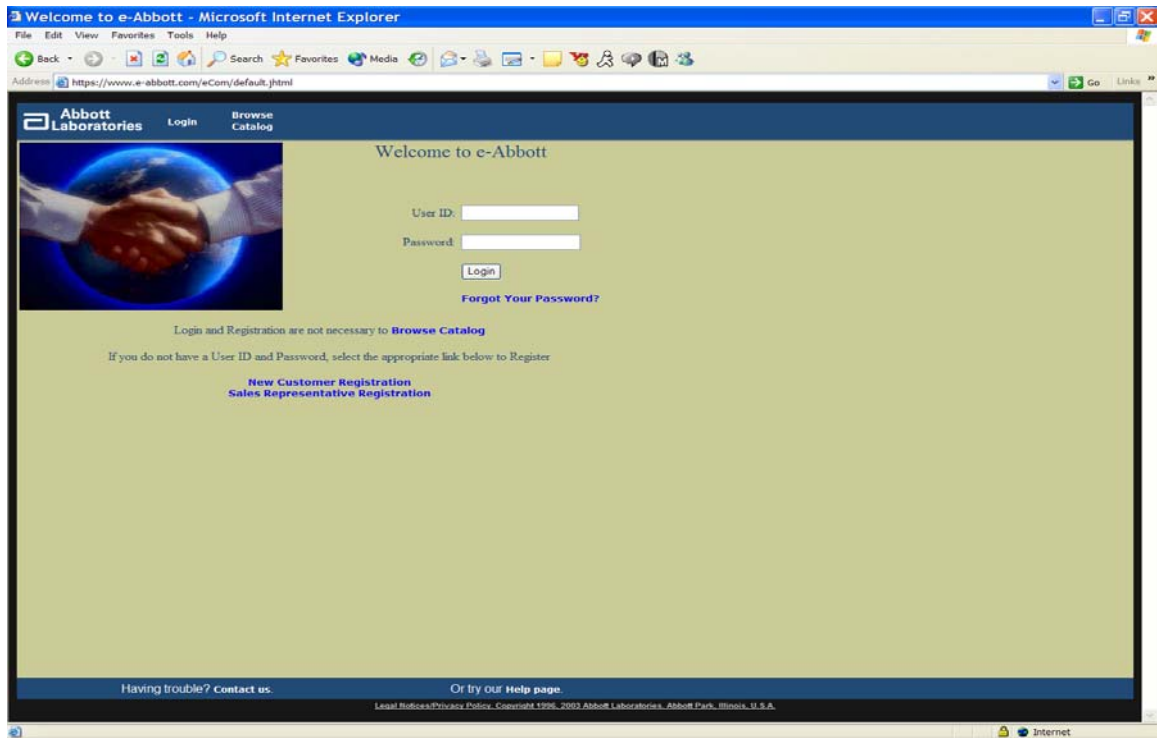 Welcome to e-Abbott - Microsoft Internet Explorer
File Edit View Favorites Tools Help
Back Search Favorites Media
Address https://www.e-abbott.com/eCom/default.jhtml Go Links
Abbott Laboratories Login Browse Catalog
Welcome to e-Abbott
User ID:
Password:
Login
Forgot Your Password?
Login and Registration are not necessary to Browse Catalog
If you do not have a User ID and Password, select the appropriate link below to Register
New Customer Registration
Sales Representative Registration
Having trouble? Contact us. Or try our Help page.
Legal Notices/Privacy Policy. Copyright 1996, 2003 Abbott Laboratories. Abbott Park, Illinois, U.S.A.
Internet